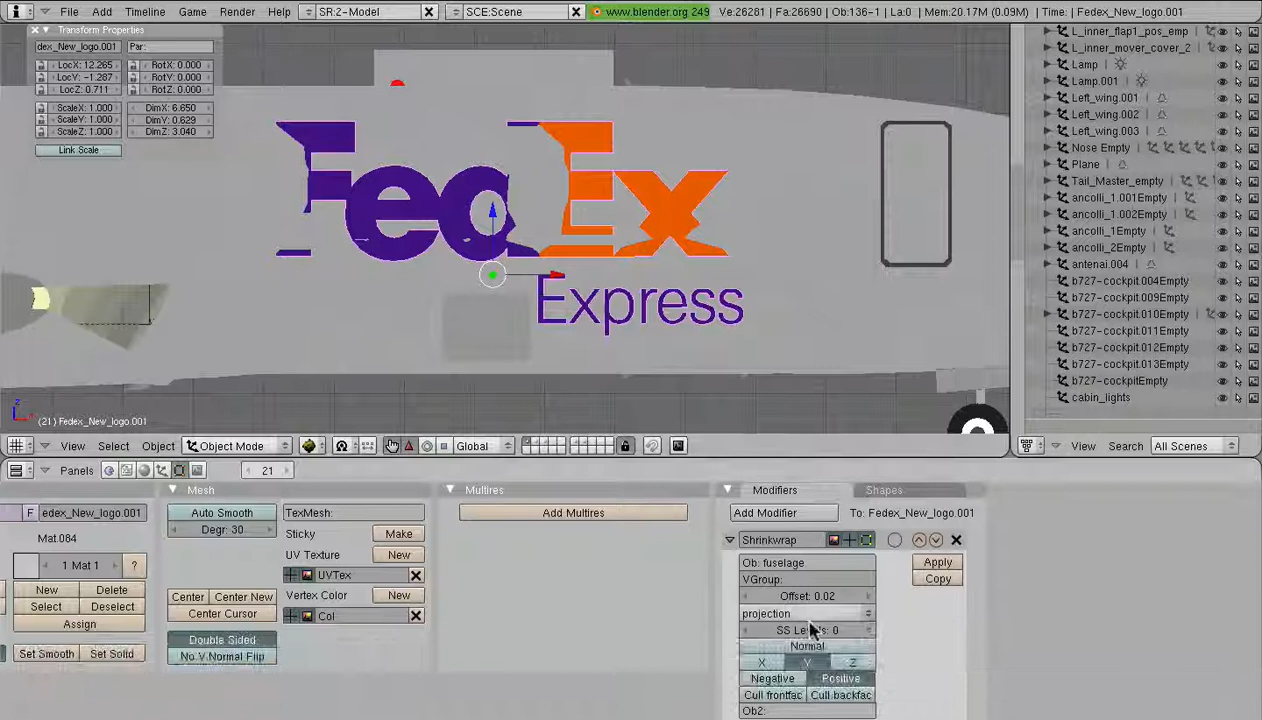 File Add Timeline Game Render Help SR:2-Model SCE:Scene www.blender.org 249 Ve:26281 | Fa:26690 | Ob:136-1 | La:0 | Mem:20.17M (0.09M) | Time: | Fedex_New_logo.001
Transform Properties
dex_New_logo.001 Par:
LocX: 12.265 RotX: 0.000
LocY: -1.287 RotY: 0.000
LocZ: 0.711 RotZ: 0.000
ScaleX: 1.000 DimX: 6.650
ScaleY: 1.000 DimY: 0.629
ScaleZ: 1.000 DimZ: 3.040
Link Scale
FedEx
Express
z
x
(21) Fedex_New_logo.001
L_inner_flap1_pos_emp
L_inner_mover_cover_2
Lamp
Lamp.001
Left_wing.001
Left_wing.002
Left_wing.003
Nose Empty
Plane
Tail_Master_empty
ancolli_1.001Empty
ancolli_1.002Empty
ancolli_1Empty
ancolli_2Empty
antenai.004
b727-cockpit.004Empty
b727-cockpit.009Empty
b727-cockpit.010Empty
b727-cockpit.011Empty
b727-cockpit.012Empty
b727-cockpit.013Empty
b727-cockpitEmpty
cabin_lights
View Select Object Object Mode Global
View Search All Scenes
Panels 21
F edex_New_logo.001
Mat.084
1 Mat 1 ?
New Delete
Select Deselect
Assign
Set Smooth Set Solid
Mesh
Auto Smooth
Degr: 30
Center Center New
Center Cursor
Double Sided
No V.Normal Flip
TexMesh:
Sticky Make
UV Texture New
UVTex
Vertex Color New
Col
Multires
Add Multires
Modifiers Shapes
Add Modifier To: Fedex_New_logo.001
Shrinkwrap
Ob: fuselage
VGroup:
Offset: 0.02
projection
SS Levels: 0
Normal
X Y Z
Negative Positive
Cull frontfac Cull backfac
Ob2:
Apply
Copy